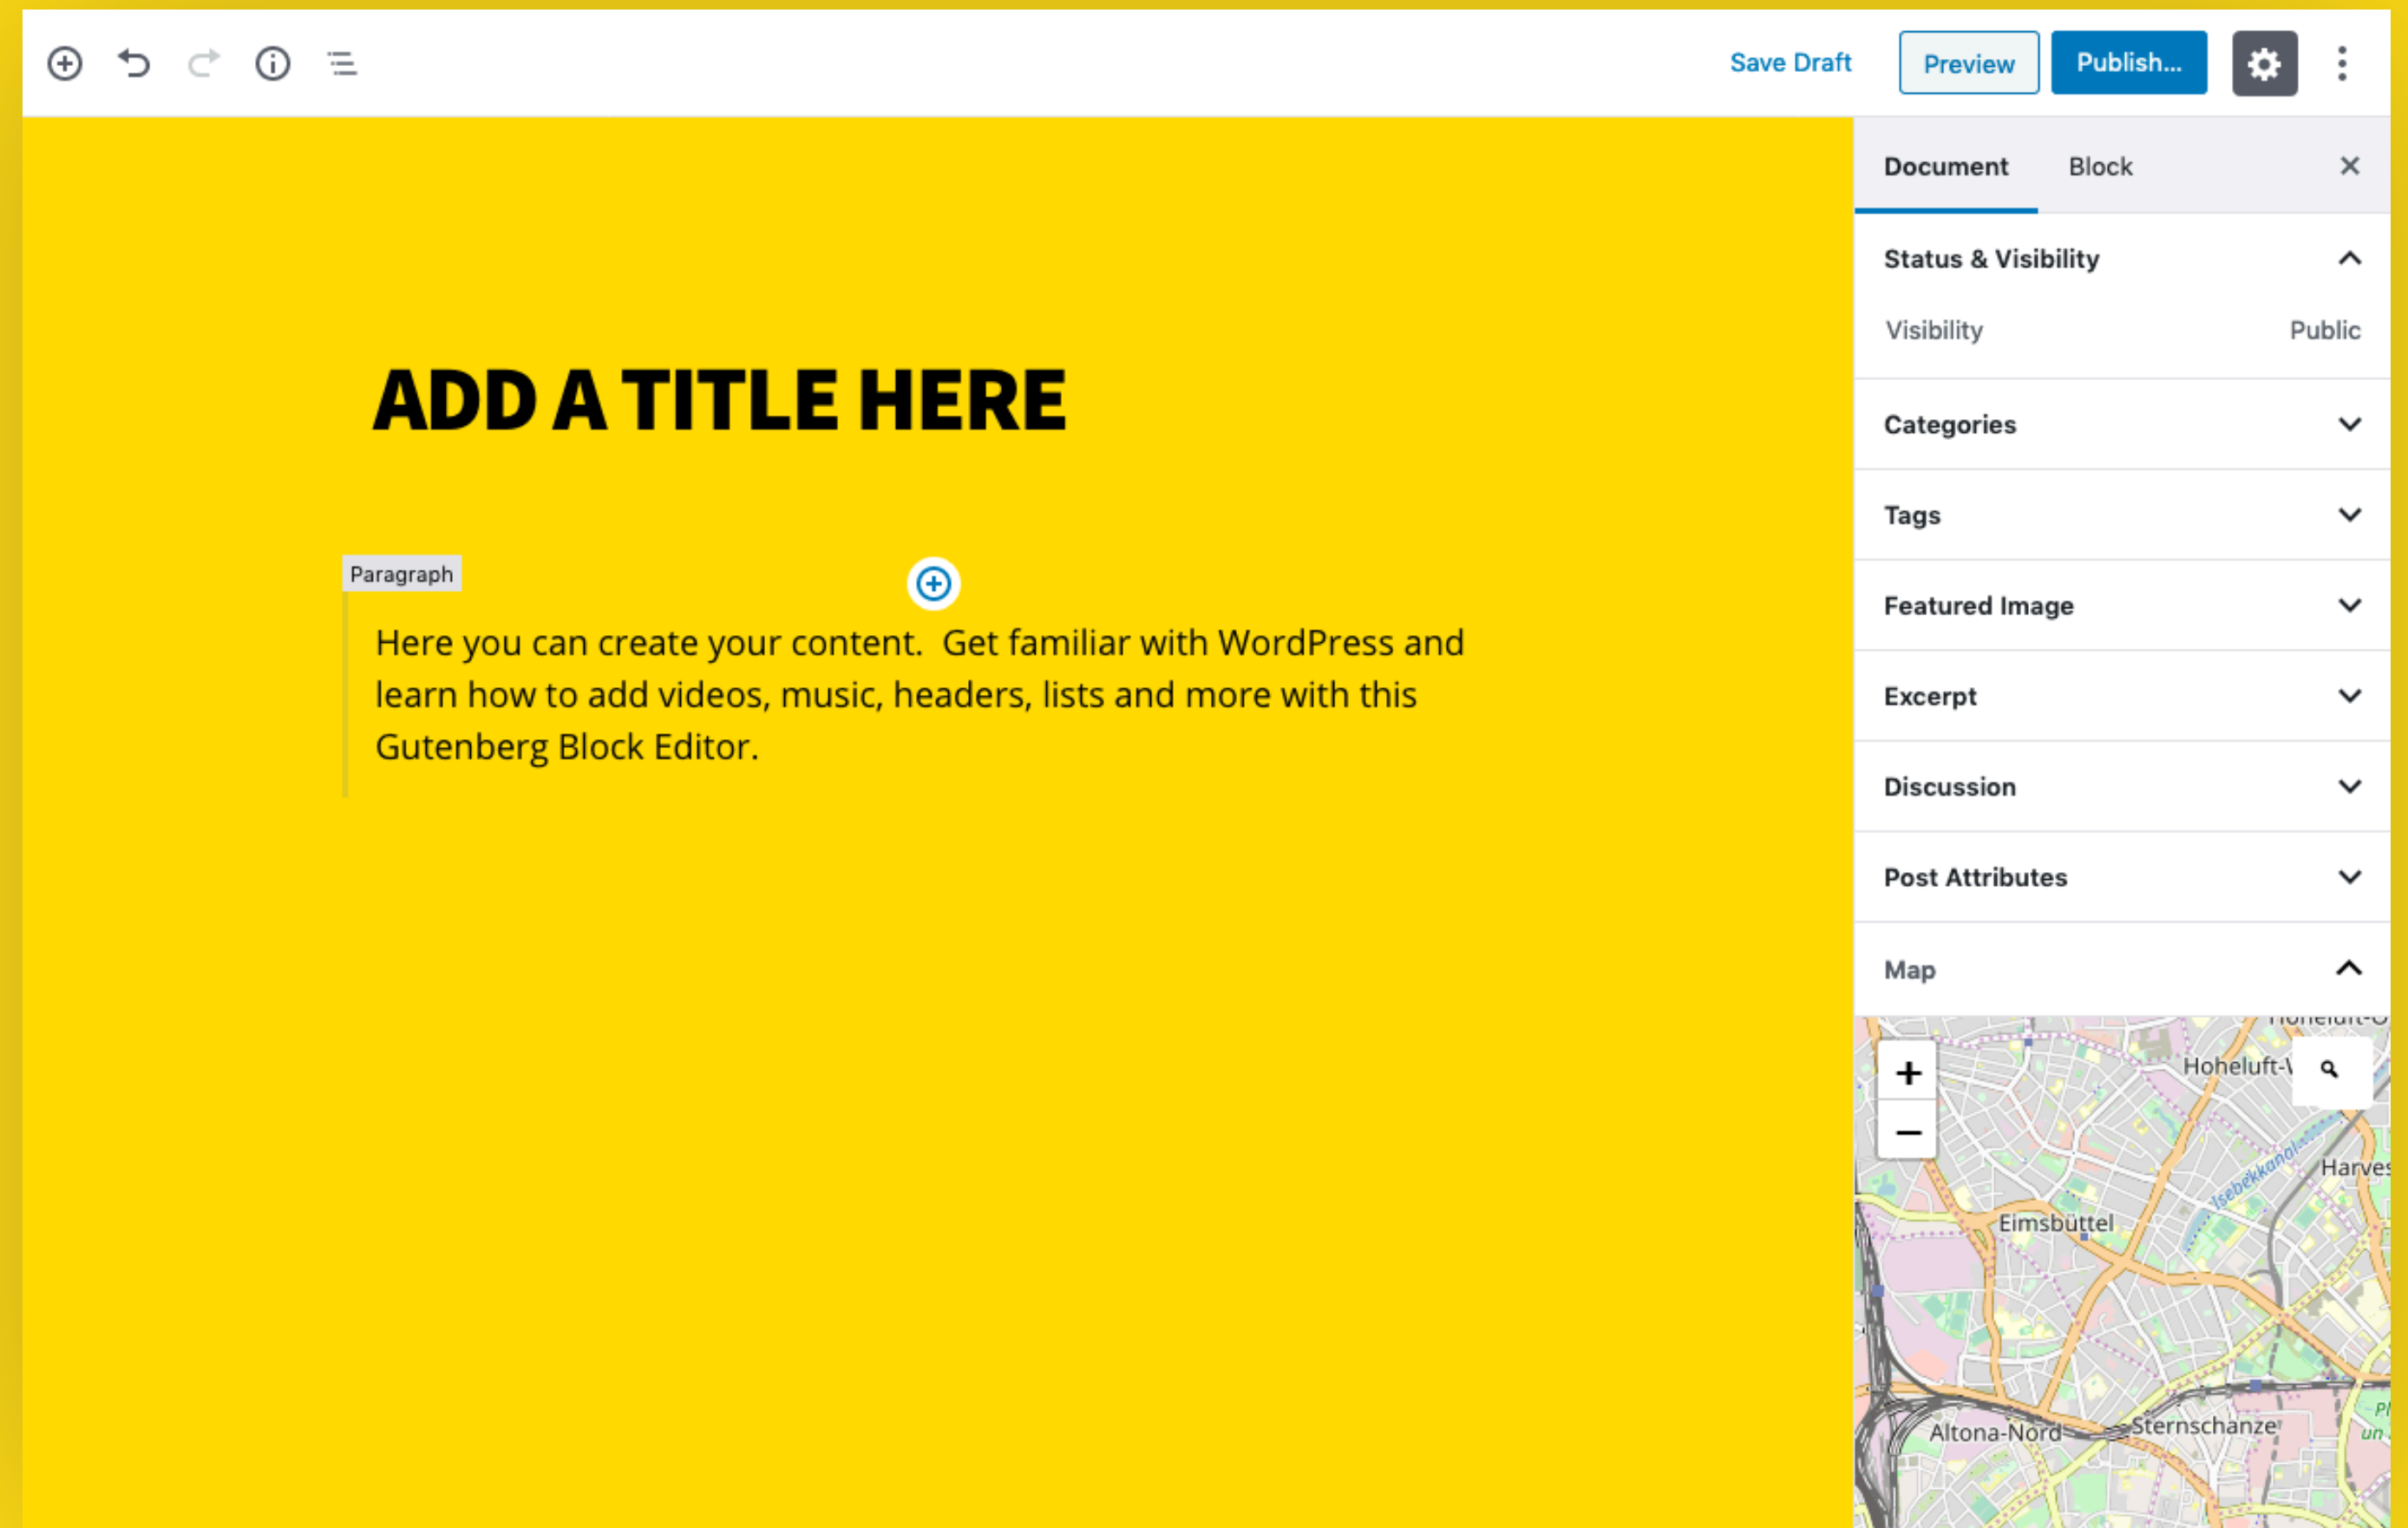 Save Draft
Preview
Publish...
Document
Block
Status & Visibility
Visibility
Public
Categories
Tags
Featured Image
Excerpt
Discussion
Post Attributes
Map
ADD A TITLE HERE
Paragraph
Here you can create your content.  Get familiar with WordPress and
learn how to add videos, music, headers, lists and more with this
Gutenberg Block Editor.
Isebekkanal
Eimsbüttel
Altona-Nord
Sternschanze
un